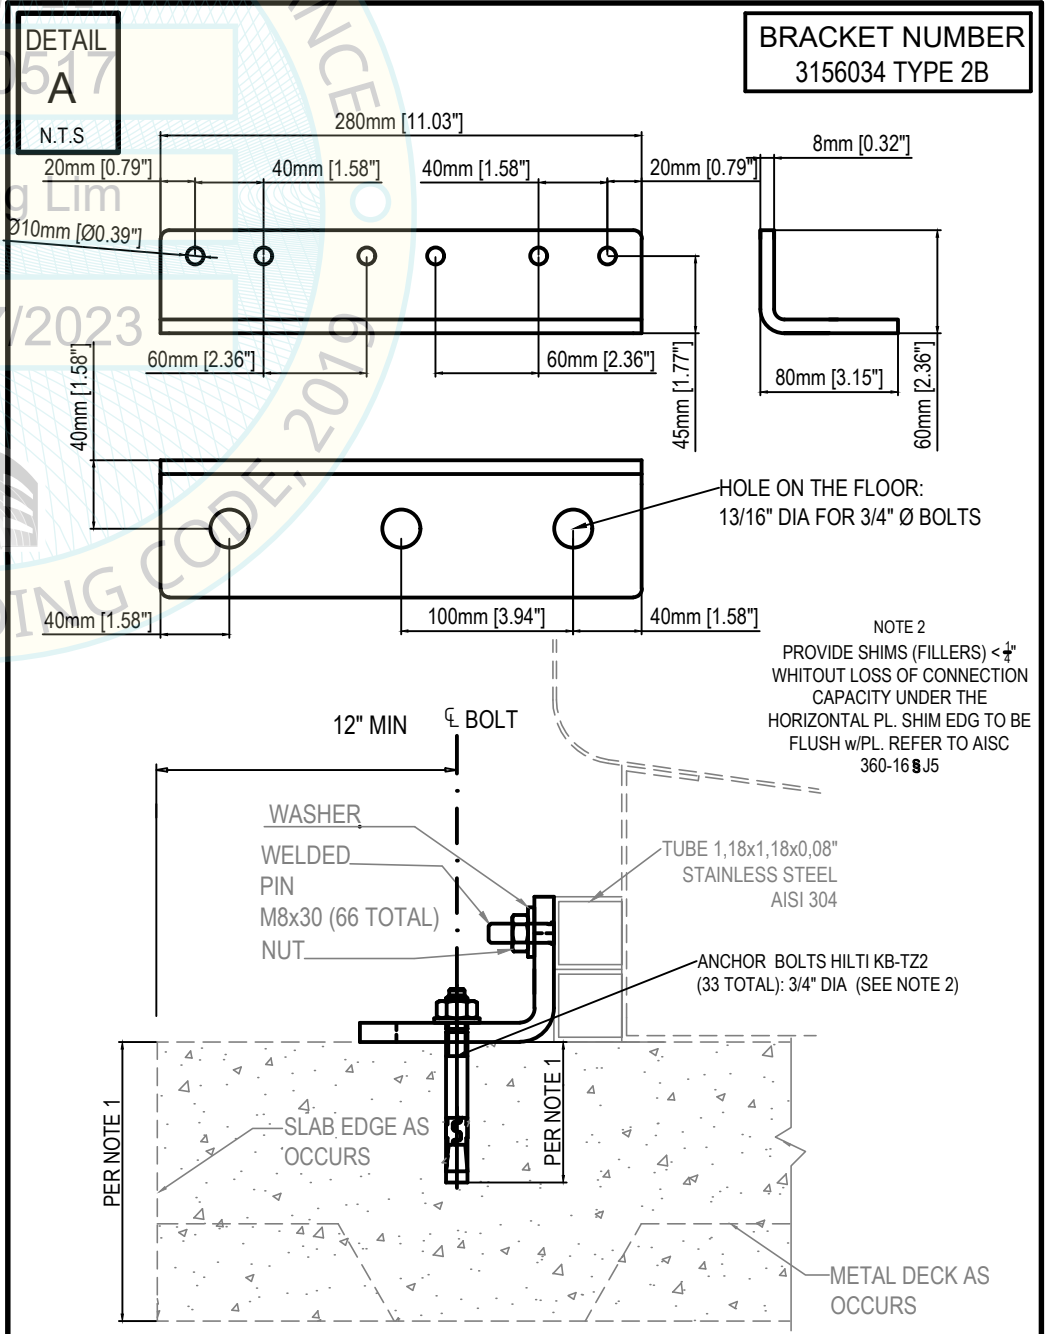 DETAIL
A
N.T.S
BRACKET NUMBER
3156034 TYPE 2B
0517
g Lim
/2023
NCE
DING CODE, 2019
280mm [11.03"]
20mm [0.79"]
40mm [1.58"]
40mm [1.58"]
20mm [0.79"]
8mm [0.32"]
Ø10mm [Ø0.39"]
60mm [2.36"]
60mm [2.36"]
45mm [1.77"]
80mm [3.15"]
60mm [2.36"]
40mm [1.58"]
HOLE ON THE FLOOR:
13/16" DIA FOR 3/4" Ø BOLTS
40mm [1.58"]
100mm [3.94"]
40mm [1.58"]
NOTE 2
PROVIDE SHIMS (FILLERS) < 1/4"
WHITOUT LOSS OF CONNECTION
CAPACITY UNDER THE
HORIZONTAL PL. SHIM EDG TO BE
FLUSH w/PL. REFER TO AISC
360-16 § J5
12" MIN
℄ BOLT
WASHER
WELDED
PIN
M8x30 (66 TOTAL)
NUT
TUBE 1,18x1,18x0,08"
STAINLESS STEEL
AISI 304
ANCHOR BOLTS HILTI KB-TZ2
(33 TOTAL): 3/4" DIA (SEE NOTE 2)
PER NOTE 1
PER NOTE 1
SLAB EDGE AS
OCCURS
METAL DECK AS
OCCURS